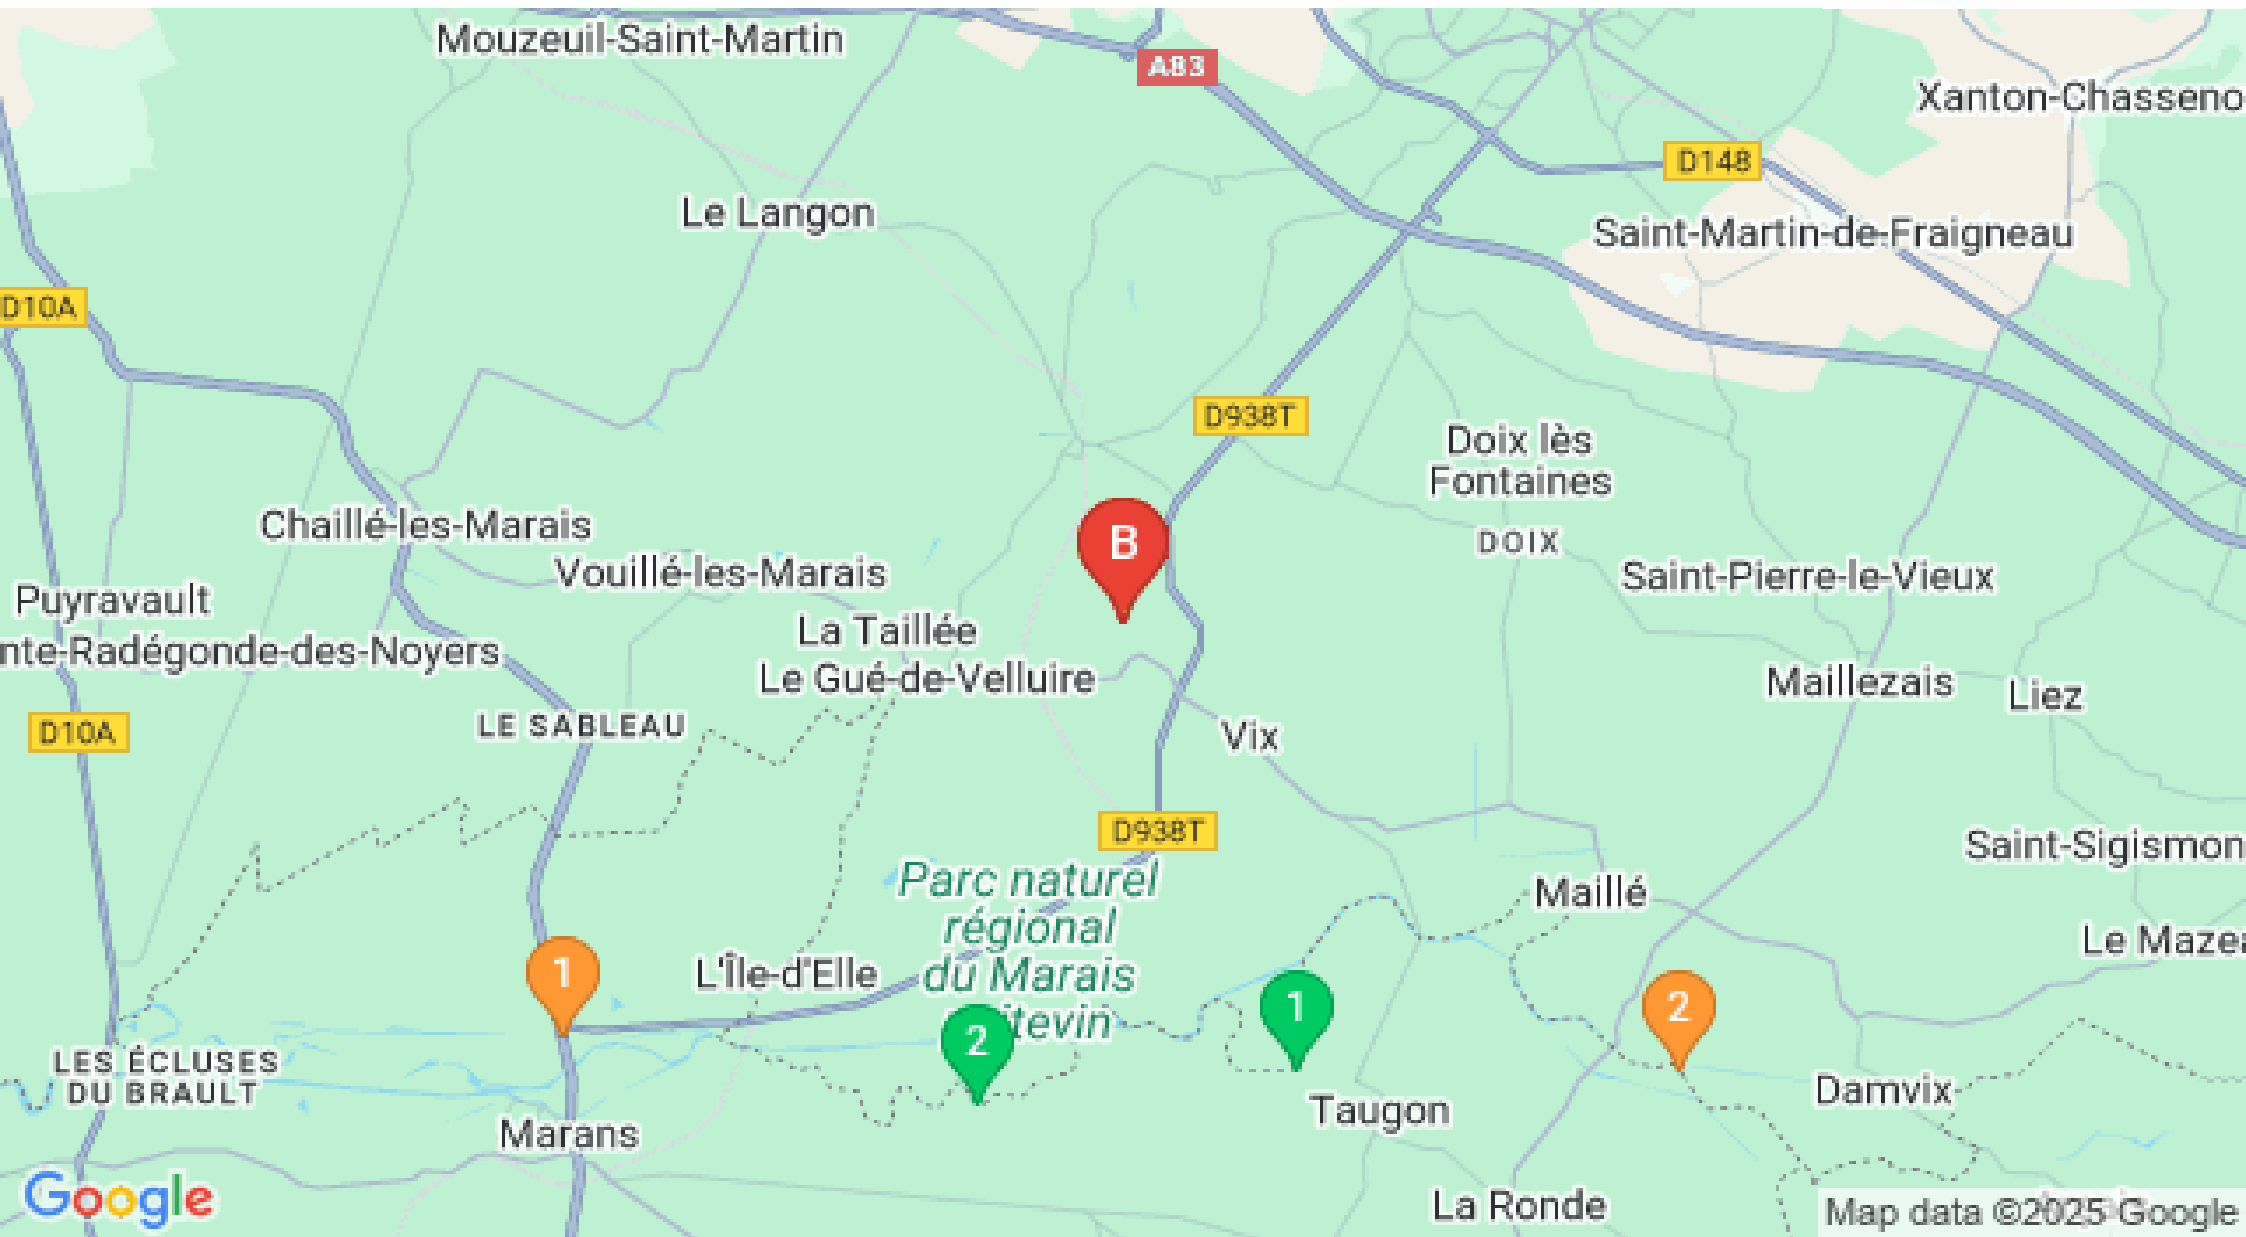 Mouzeuil-Saint-Martin
A83
Xanton-Chasseno
D148
Le Langon
Saint-Martin-de-Fraigneau
D10A
D938T
Doix lès
Fontaines
Chaillé-les-Marais
B
DOIX
Vouillé-les-Marais
Saint-Pierre-le-Vieux
Puyravault
La Taillée
nte-Radégonde-des-Noyers
Le Gué-de-Velluire
Maillezais
Liez
LE SABLEAU
D10A
Vix
D938T
Saint-Sigismon
Parc naturel
régional
du Marais
itevin
Maillé
Le Mazea
1
L'Île-d'Elle
1
2
2
LES ÉCLUSES
DU BRAULT
Damvix
Taugon
Marans
Google
La Ronde
Map data ©2025 Google